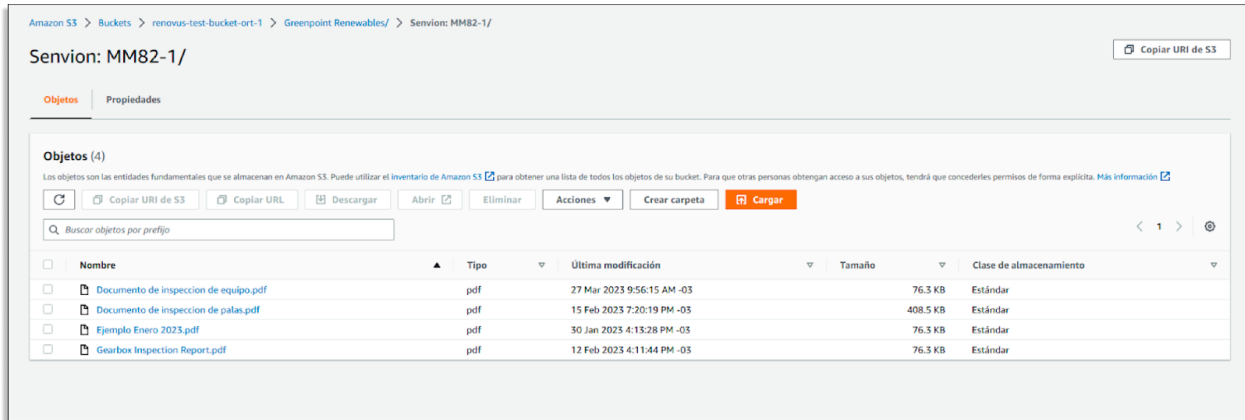 Amazon S3 > Buckets > renovus-test-bucket-ort-1 > Greenpoint Renewables/ > Senvion: MM82-1/
Senvion: MM82-1/
Copiar URI de S3
Objetos Propiedades
Objetos (4)
Los objetos son las entidades fundamentales que se almacenan en Amazon S3. Puede utilizar el inventario de Amazon S3 para obtener una lista de todos los objetos de su bucket. Para que otras personas obtengan acceso a sus objetos, tendrá que concederles permisos de forma explícita. Más información
Copiar URI de S3 Copiar URL Descargar Abrir Eliminar Acciones Crear carpeta Cargar
Buscar objetos por prefijo
< 1 >
Nombre Tipo Última modificación Tamaño Clase de almacenamiento
Documento de inspeccion de equipo.pdf pdf 27 Mar 2023 9:56:15 AM -03 76.3 KB Estándar
Documento de inspeccion de palas.pdf pdf 15 Feb 2023 7:20:19 PM -03 408.5 KB Estándar
Ejemplo Enero 2023.pdf pdf 30 Jan 2023 4:13:28 PM -03 76.3 KB Estándar
Gearbox Inspection Report.pdf pdf 12 Feb 2023 4:11:44 PM -03 76.3 KB Estándar